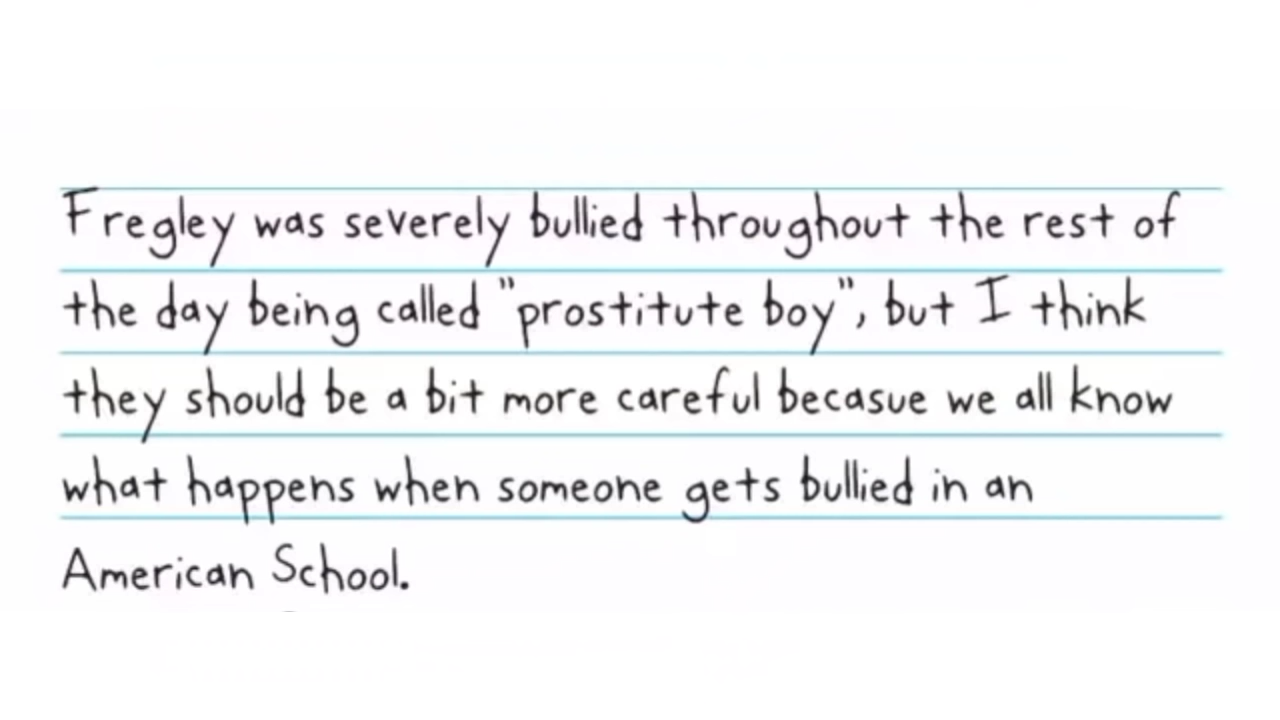 Fregley was severely bullied throughout the rest of
the day being called "prostitute boy", but I think
they should be a bit more careful becasue we all know
what happens when someone gets bullied in an
American School.